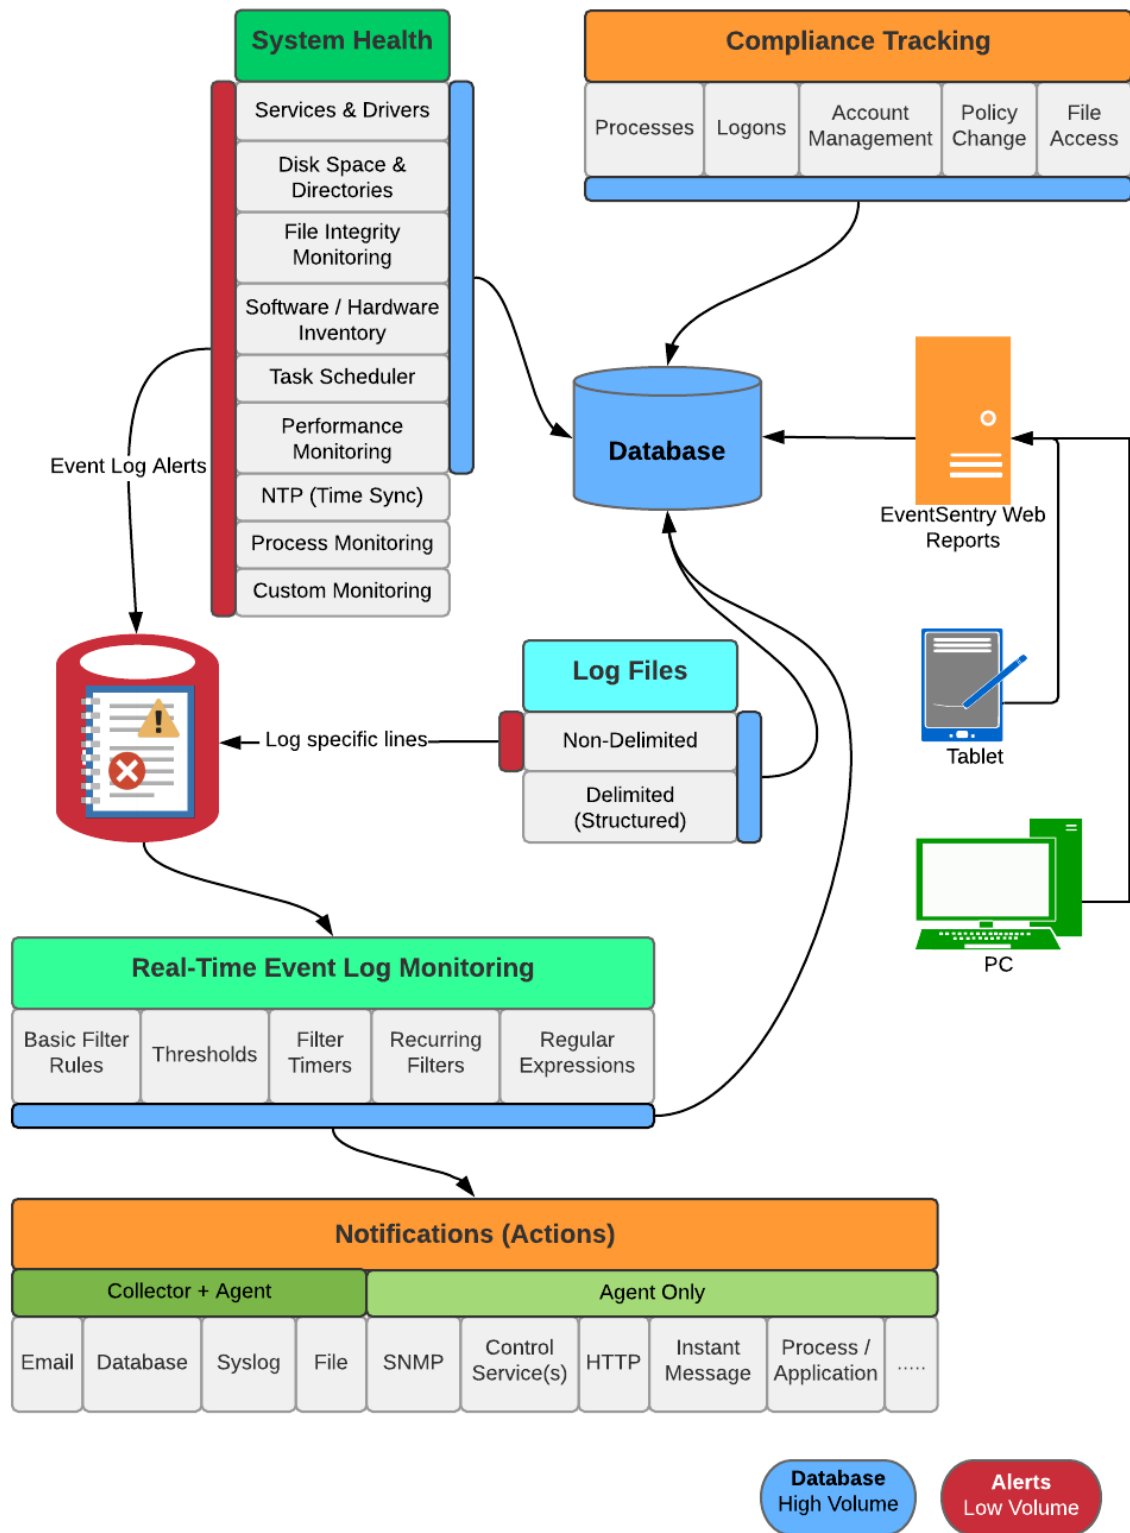 System Health
Services & Drivers
Disk Space &
Directories
File Integrity
Monitoring
Software / Hardware
Inventory
Task Scheduler
Performance
Monitoring
NTP (Time Sync)
Process Monitoring
Custom Monitoring
Compliance Tracking
Processes
Logons
Account
Management
Policy
Change
File
Access
Event Log Alerts
Database
EventSentry Web
Reports
Tablet
PC
Log Files
Non-Delimited
Delimited
(Structured)
Log specific lines
Real-Time Event Log Monitoring
Basic Filter
Rules
Thresholds
Filter
Timers
Recurring
Filters
Regular
Expressions
Notifications (Actions)
Collector + Agent
Agent Only
Email
Database
Syslog
File
SNMP
Control
Service(s)
HTTP
Instant
Message
Process /
Application
.....
Database
High Volume
Alerts
Low Volume